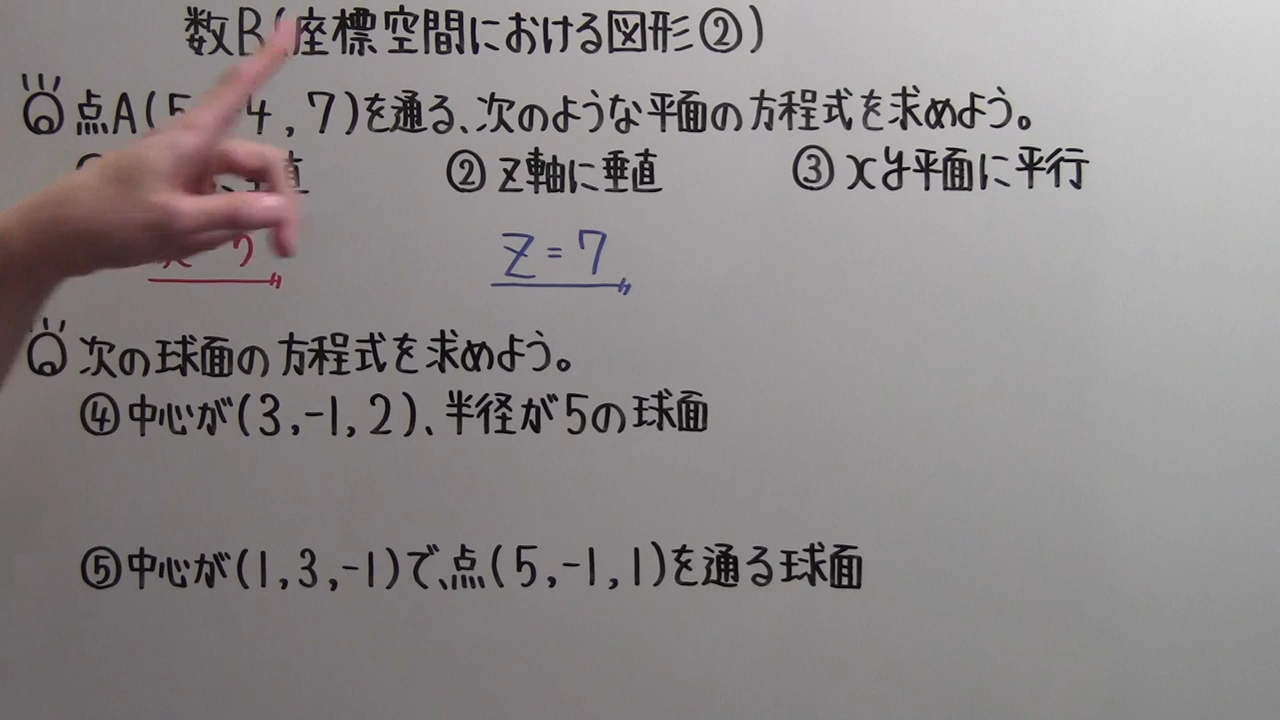 数B(座標空間における図形②)
Q 点A(5, 4, 7)を通る、次のような平面の方程式を求めよう。
直 ② z軸に垂直 ③ xy平面に平行
z=7
Q 次の球面の方程式を求めよう。
④中心が(3,-1,2)、半径が5の球面
⑤中心が(1,3,-1)で、点(5,-1,1)を通る球面